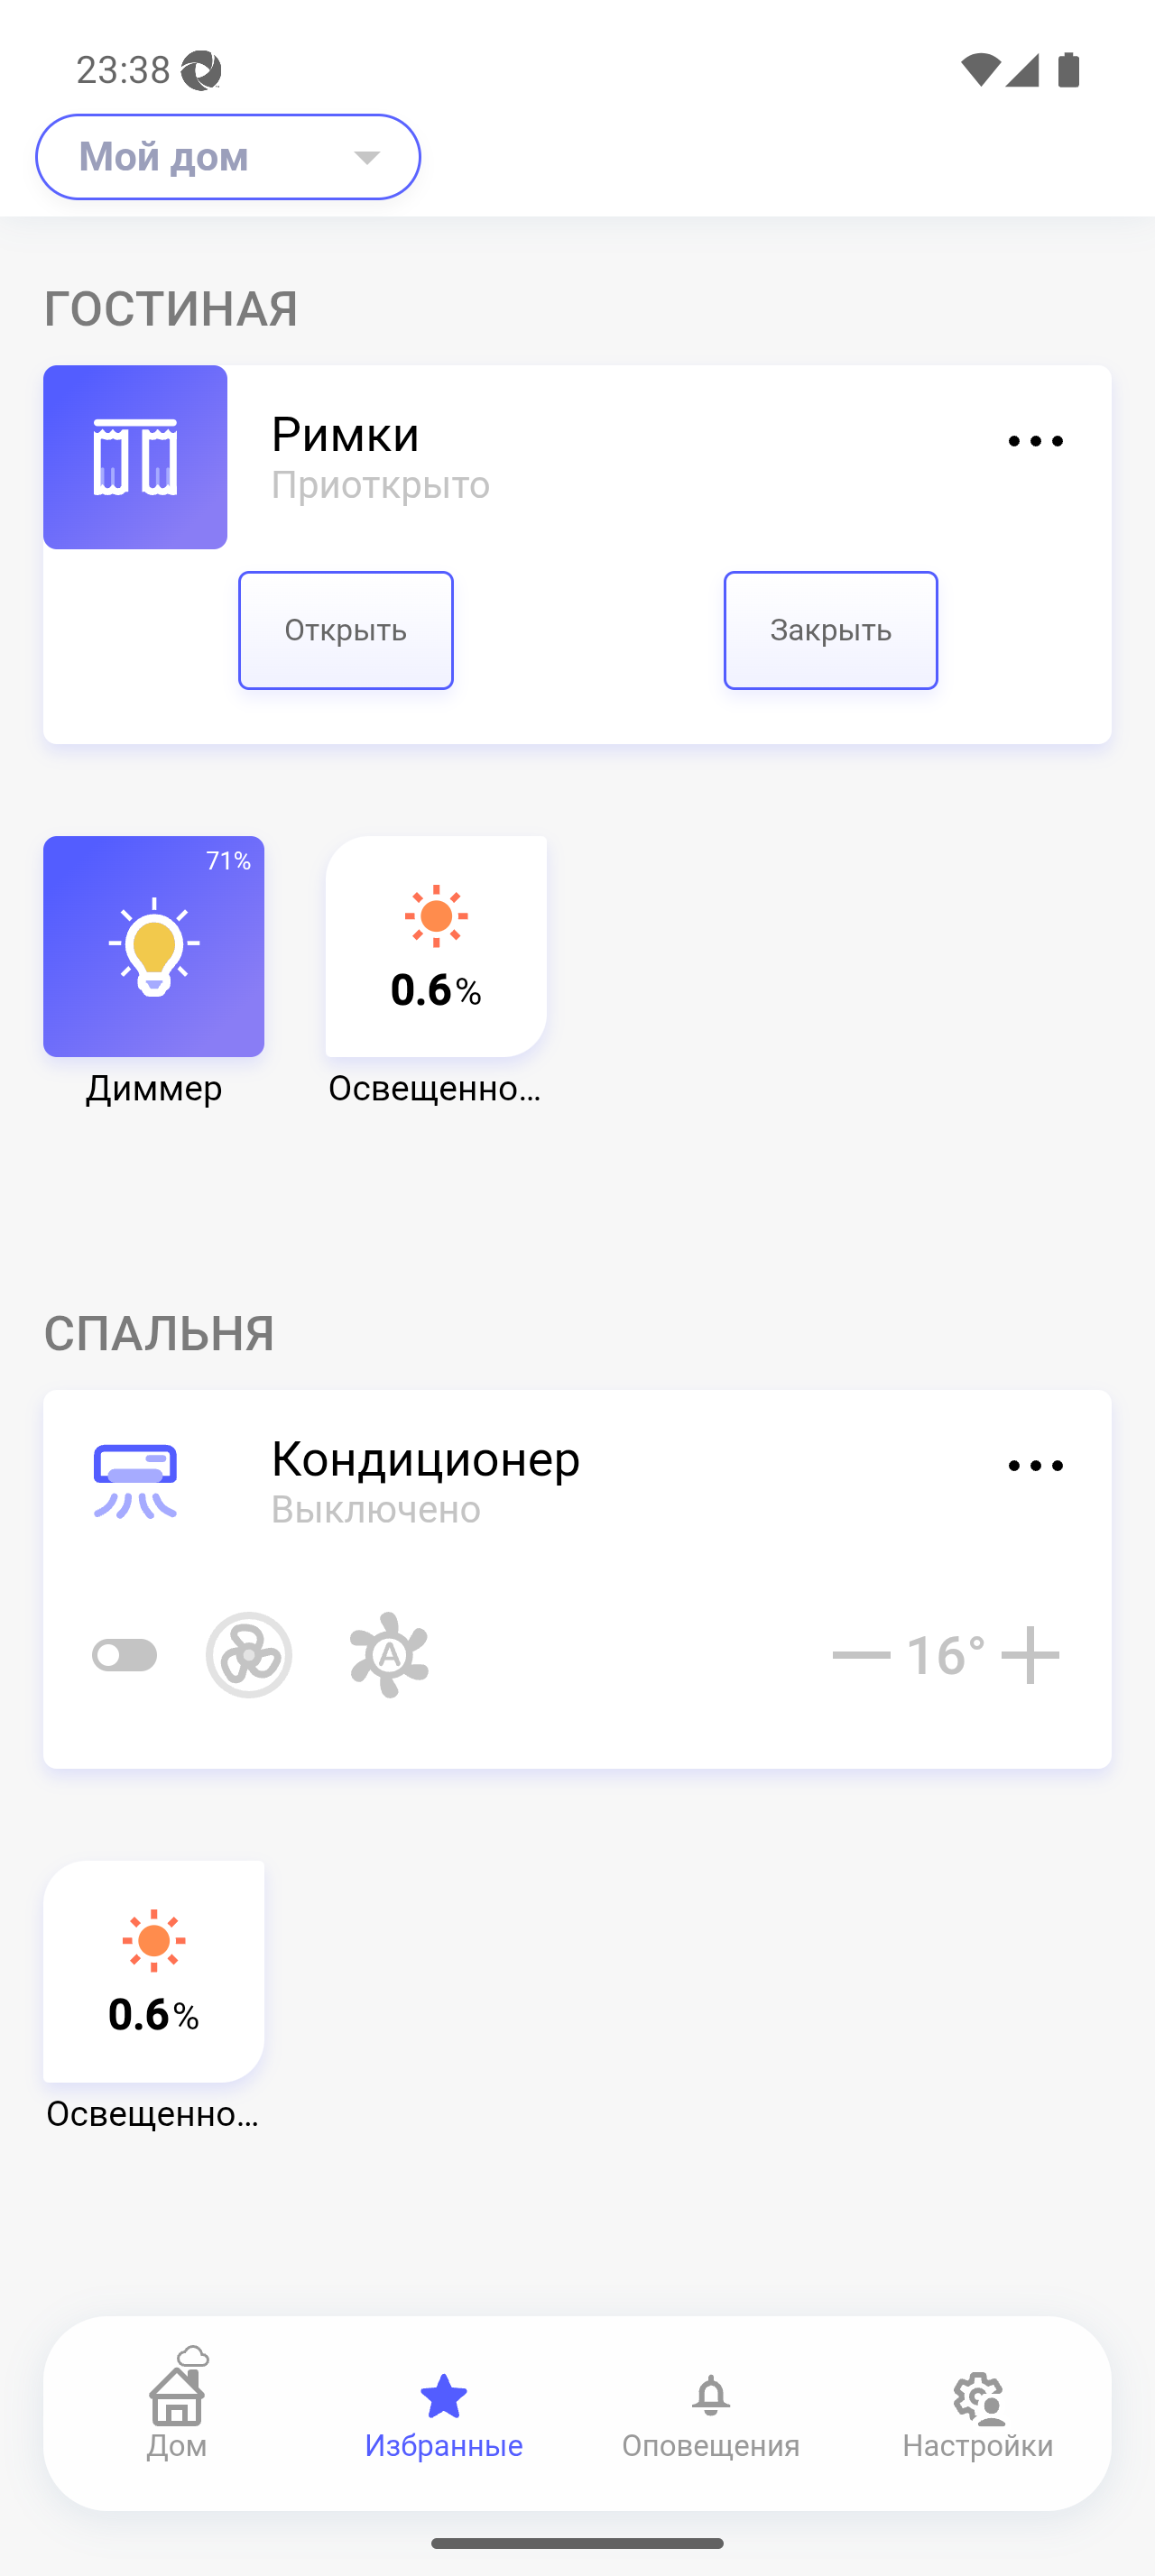 23:38
Мой дом
ГОСТИНАЯ
Римки
Приоткрыто
Открыть
Закрыть
71%
0.6%
Диммер
Освещенно...
СПАЛЬНЯ
Кондиционер
Выключено
A
16°
0.6%
Освещенно...
Дом
Избранные
Оповещения
Настройки